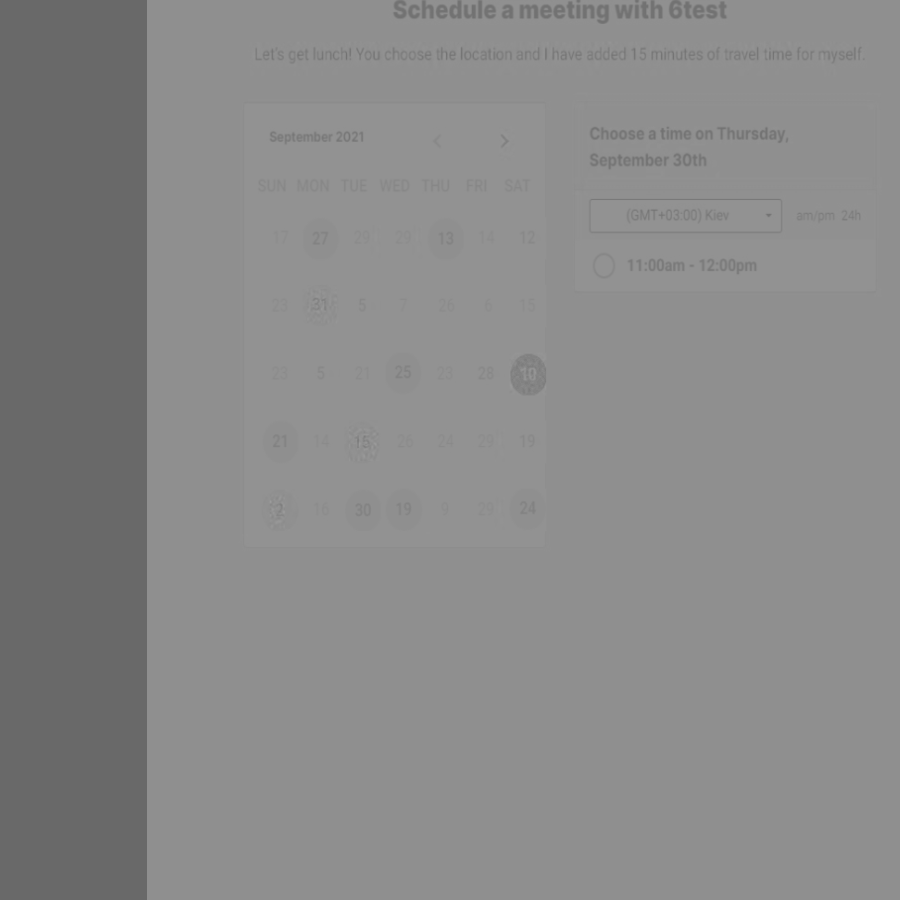 Schedule a meeting with 6test
Let's get lunch! You choose the location and I have added 15 minutes of travel time for myself.
September 2021
SUN MON TUE WED THU FRI SAT
17 27 29 29 13 14 12
23 31 5 7 26 6 15
23 5 21 25 23 28 10
21 14 15 26 24 29 19
2 16 30 19 9 29 24
Choose a time on Thursday,
September 30th
(GMT+03:00) Kiev am/pm 24h
11:00am - 12:00pm